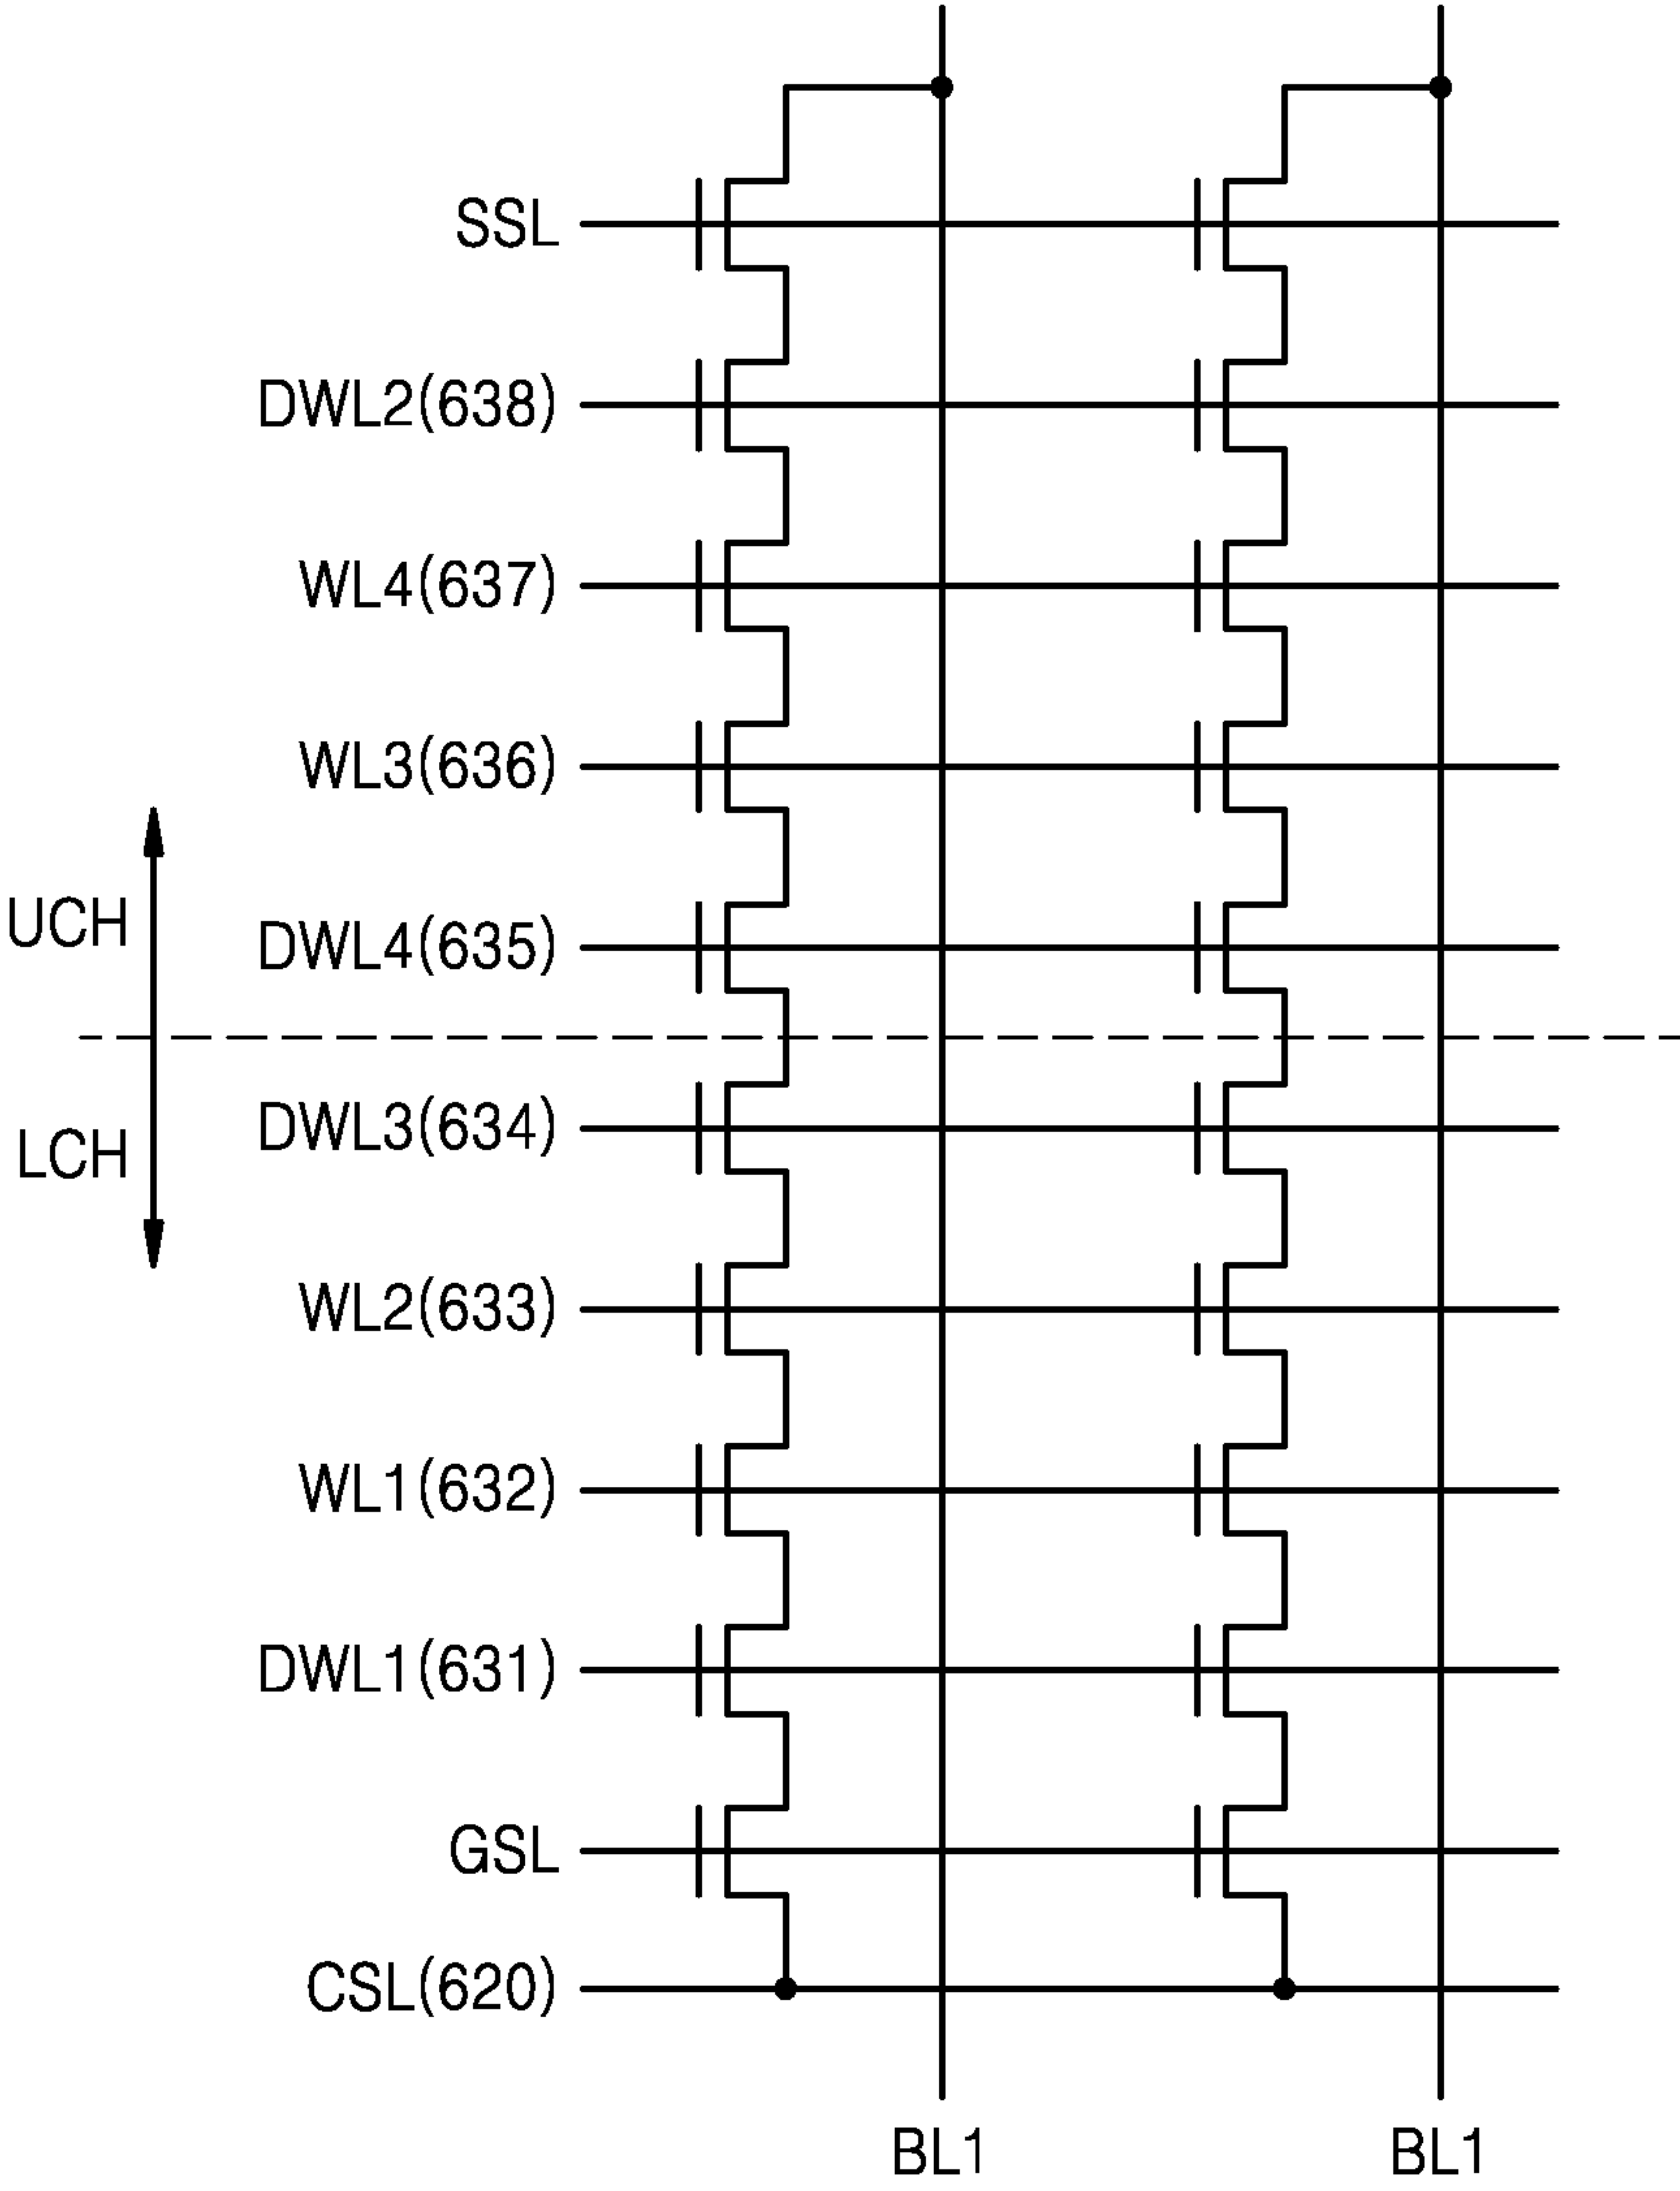 SSL
DWL2(638)
WL4(637)
WL3(636)
UCH
DWL4(635)
DWL3(634)
LCH
WL2(633)
WL1(632)
DWL1(631)
GSL
CSL(620)
BL1 BL1